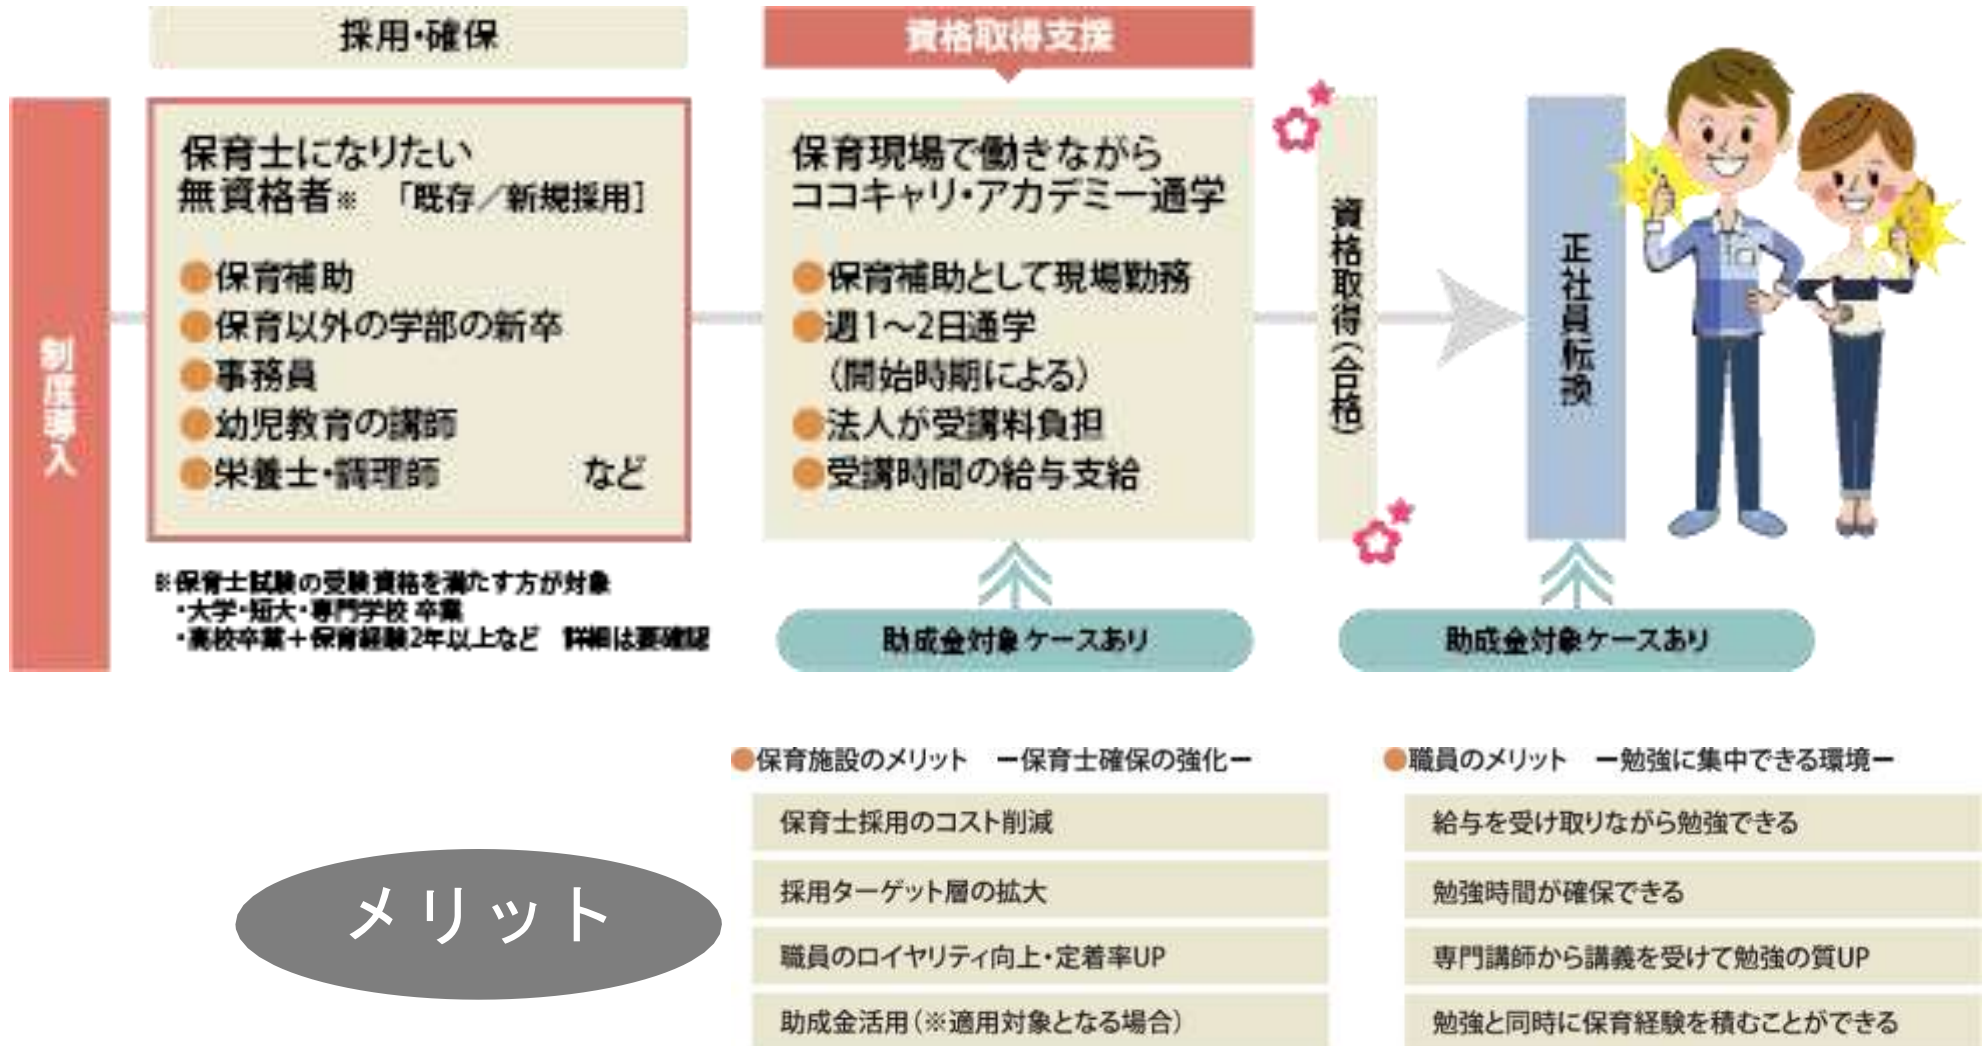 採用・確保
資格取得支援
制度導入
保育士になりたい
無資格者※ 「既存／新規採用］
●保育補助
●保育以外の学部の新卒
●事務員
●幼児教育の講師
●栄養士・調理師 など
※保育士試験の受験資格を満たす方が対象
・大学・短大・専門学校 卒業
・高校卒業＋保育経験2年以上など 詳細は要確認
保育現場で働きながら
ココキャリ・アカデミー通学
●保育補助として現場勤務
●週1～2日通学
（開始時期による）
●法人が受講料負担
●受講時間の給与支給
助成金対象ケースあり
資格取得（合格）
正社員転換
助成金対象ケースあり
メリット
●保育施設のメリット ー保育士確保の強化ー
保育士採用のコスト削減
採用ターゲット層の拡大
職員のロイヤリティ向上・定着率UP
助成金活用（※適用対象となる場合）
●職員のメリット ー勉強に集中できる環境ー
給与を受け取りながら勉強できる
勉強時間が確保できる
専門講師から講義を受けて勉強の質UP
勉強と同時に保育経験を積むことができる